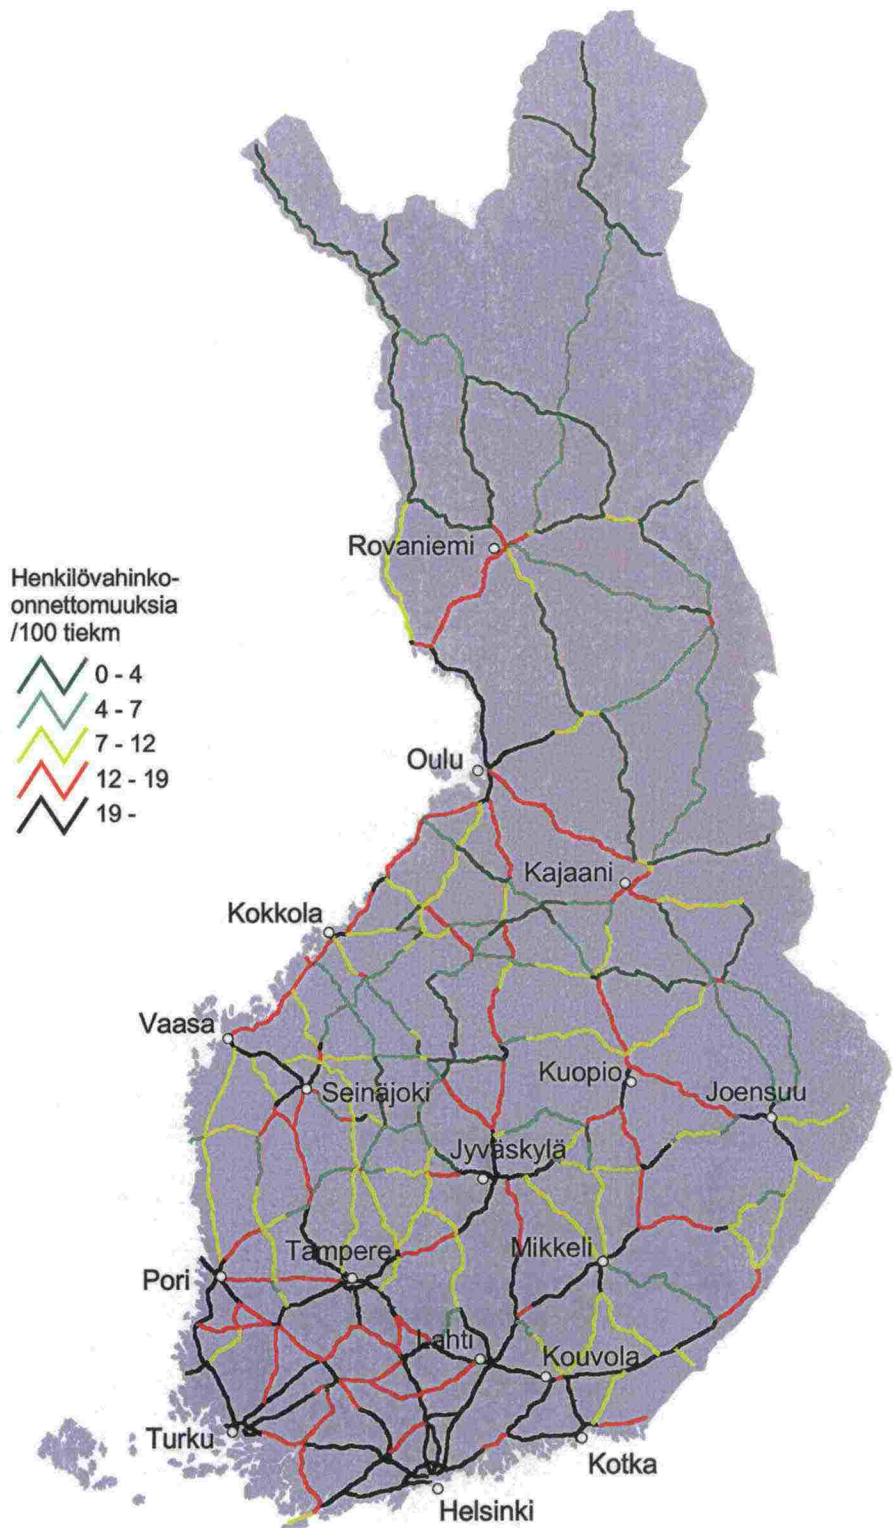 Rovaniemi
Henkilövahinko-
onnettomuuksia
/100 tiekm
0 - 4
4 - 7
7 - 12
12 - 19
19 -
Oulu
Kajaani
Kokkola
Vaasa
Kuopio
Joensuu
Seinäjoki
Jyväskylä
Mikkeli
Tampere
Pori
Lahti
Kouvola
Turku
Kotka
Helsinki